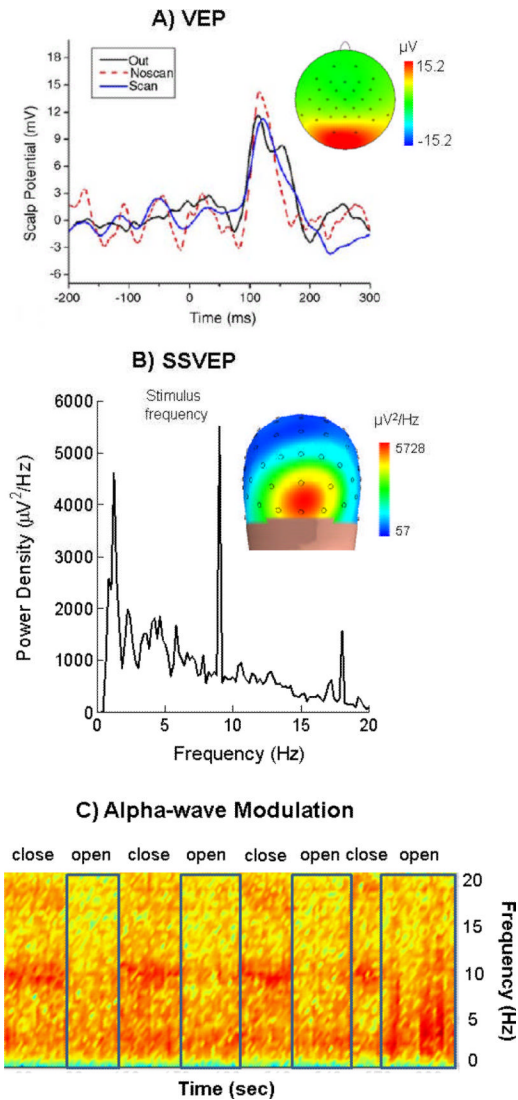 A) VEP
18
15
12
9
6
3
0
-3
-6
Scalp Potential (mV)
Out
Noscan
Scan
µV
15.2
-15.2
-200
-100
0
100
200
300
Time (ms)
B) SSVEP
6000
5000
4000
3000
2000
1000
0
Power Density (µV²/Hz)
Stimulus
frequency
µV²/Hz
5728
57
0
5
10
15
20
Frequency (Hz)
C) Alpha-wave Modulation
close open close open close open close open
20
15
10
5
0
Frequency (Hz)
Time (sec)